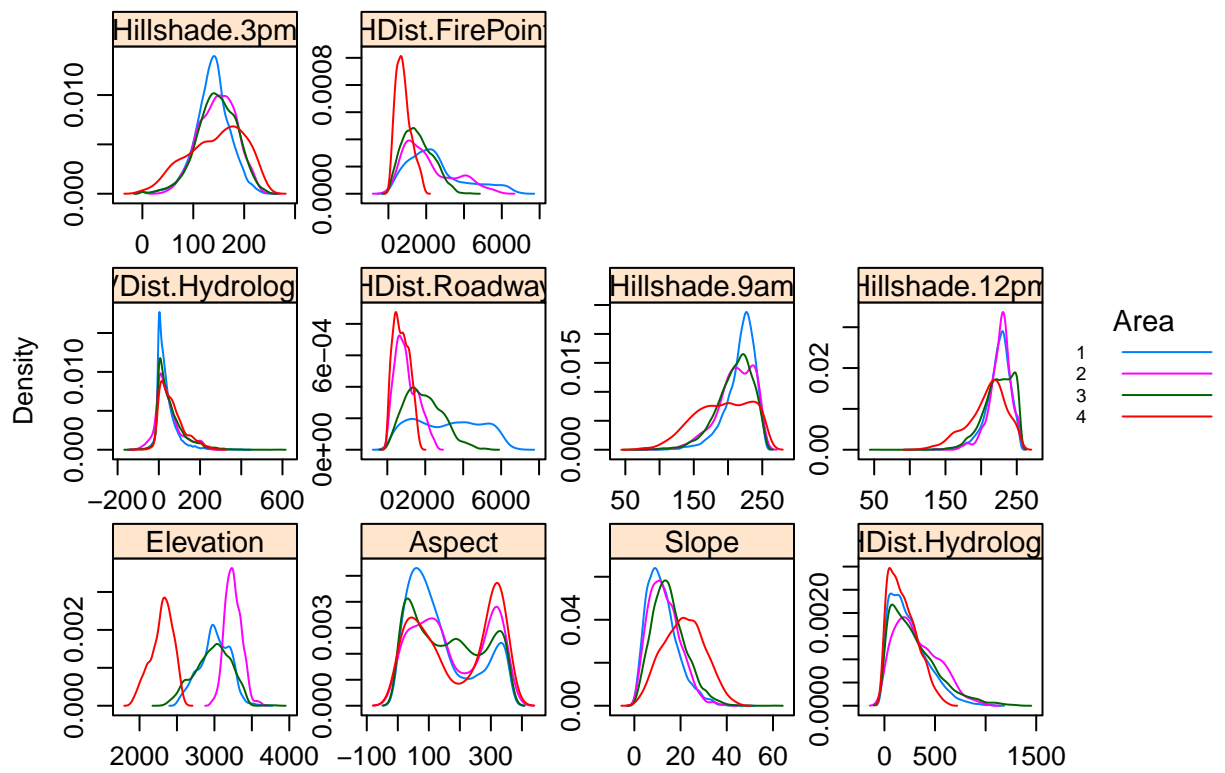 Hillshade.3pm
HDist.FirePoint
0.000
0.010
0.0000
0.0008
0 100 200
0 2000 6000
VDist.Hydrolog
HDist.Roadway
Hillshade.9am
Hillshade.12pm
Density
0.000
0.010
0e+00
6e−04
0.000
0.015
0.00
0.02
Area
1
2
3
4
−200 0 200 600
0 2000 6000
50 150 250
50 150 250
Elevation
Aspect
Slope
HDist.Hydrolog
0.000
0.002
0.000
0.003
0.00
0.04
0.0000
0.0020
2000 3000 4000
−100 100 300
0 20 40 60
0 500 1500